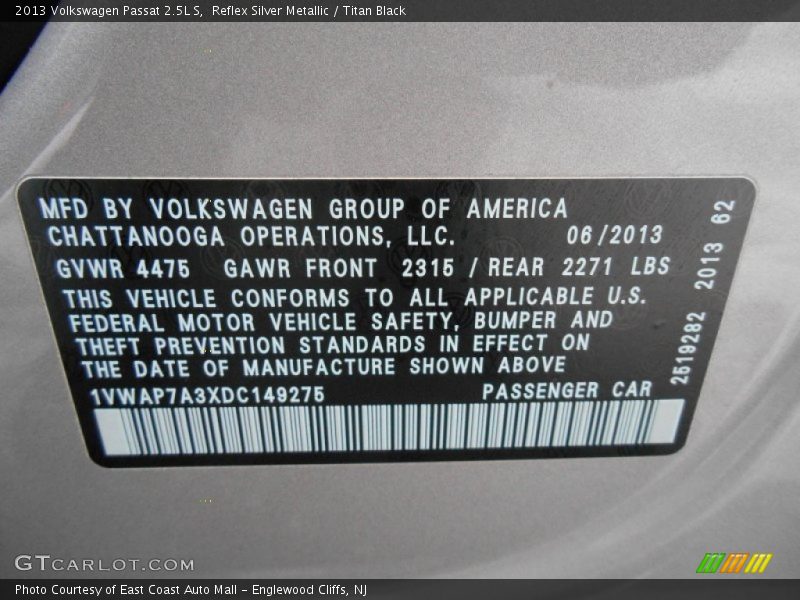 2013 Volkswagen Passat 2.5L S,  Reflex Silver Metallic / Titan Black
MFD BY VOLKSWAGEN GROUP OF AMERICA
CHATTANOOGA OPERATIONS, LLC. 06/2013
GVWR 4475 GAWR FRONT 2315 / REAR 2271 LBS
THIS VEHICLE CONFORMS TO ALL APPLICABLE U.S.
FEDERAL MOTOR VEHICLE SAFETY, BUMPER AND
THEFT PREVENTION STANDARDS IN EFFECT ON
THE DATE OF MANUFACTURE SHOWN ABOVE
1VWAP7A3XDC149275 PASSENGER CAR
2519282 2013 62
GTCARLOT.COM
Photo Courtesy of East Coast Auto Mall – Englewood Cliffs, NJ